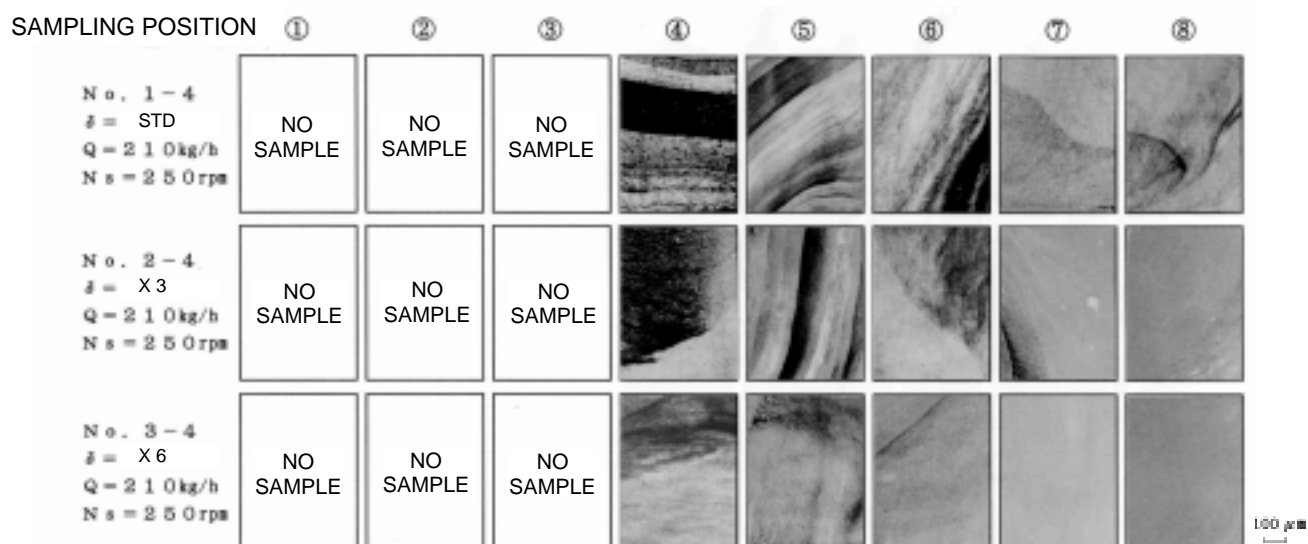 SAMPLING POSITION ① ② ③ ④ ⑤ ⑥ ⑦ ⑧
No. 1-4
δ = STD
Q=210kg/h
Ns=250rpm
NO SAMPLE
NO SAMPLE
NO SAMPLE
No. 2-4
δ = X 3
Q=210kg/h
Ns=250rpm
NO SAMPLE
NO SAMPLE
NO SAMPLE
No. 3-4
δ = X 6
Q=210kg/h
Ns=250rpm
NO SAMPLE
NO SAMPLE
NO SAMPLE
100 μm